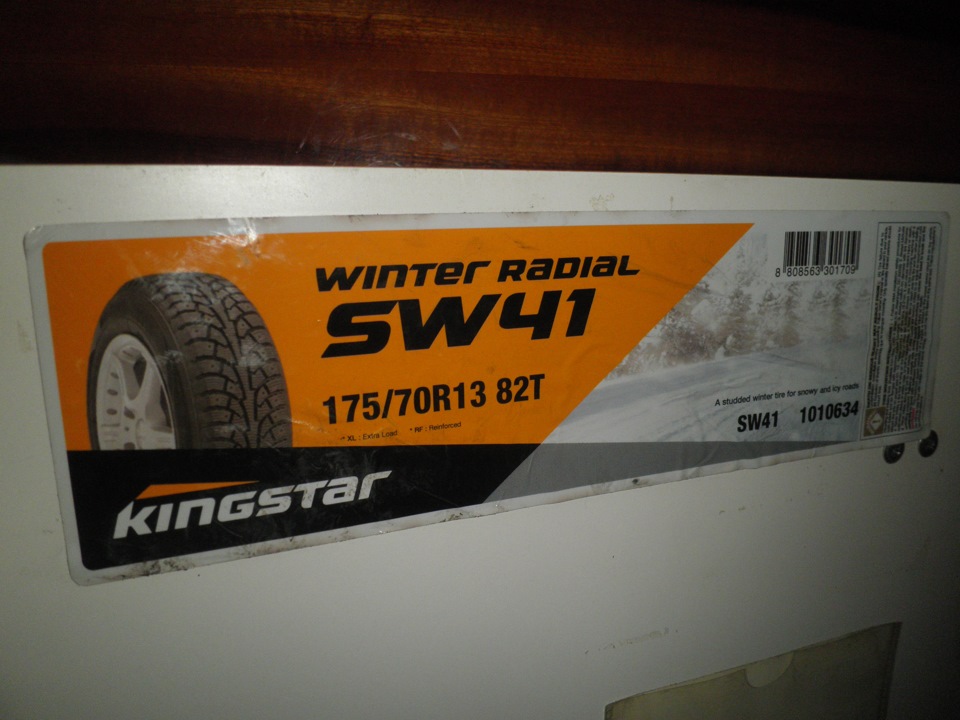 WINTER RADIAL
SW41
175/70R13 82T
* XL : Extra Load * RF : Reinforced
KINGSTAR
8 808563 301709
A studded winter tire for snowy and icy roads
SW41 1010634